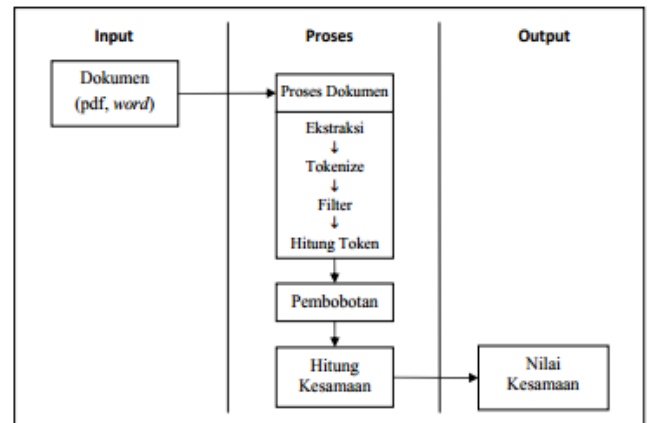 Input
Proses
Output
Dokumen
(pdf, word)
Proses Dokumen
Ekstraksi
↓
Tokenize
↓
Filter
↓
Hitung Token
Pembobotan
Hitung
Kesamaan
Nilai
Kesamaan